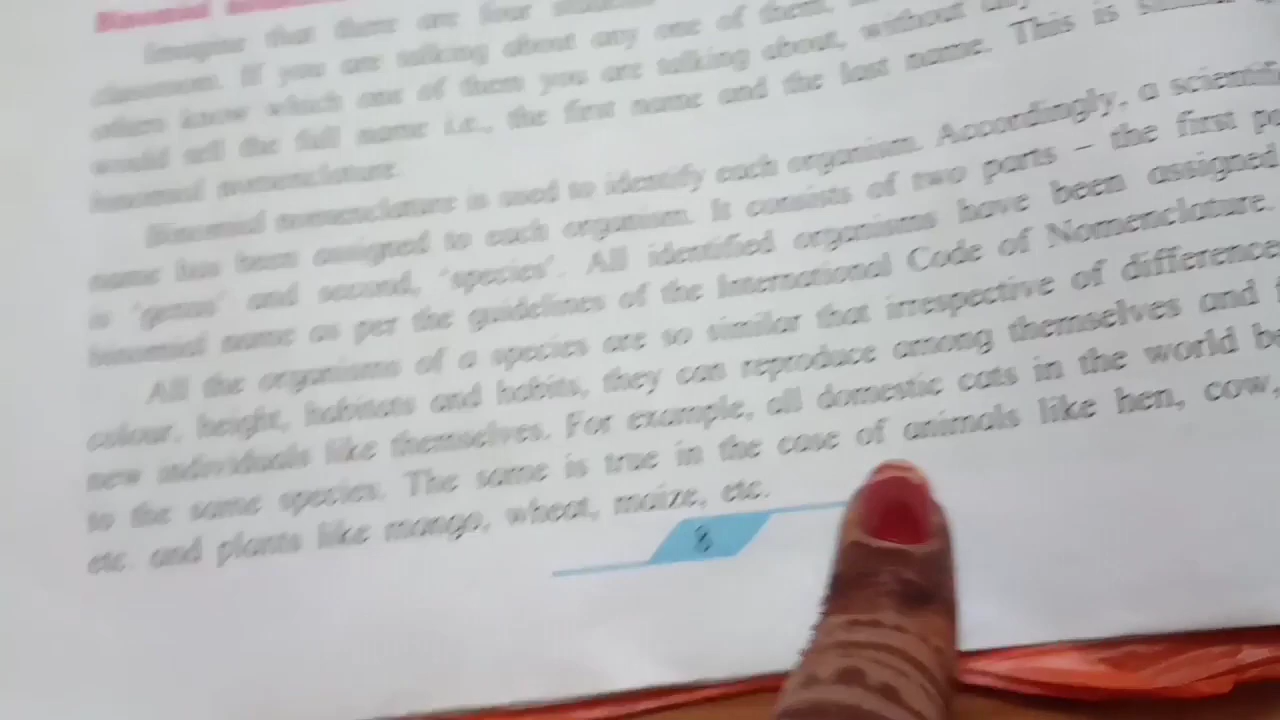 Binomial
Imagine that there are four students
classroom. If you are talking about any one of them,
others know which one of them you are talking about, without any
would tell the full name i.e., the first name and the last name. This is similar
binomial nomenclature.
Binomial nomenclature is used to identify each organism. Accordingly, a scientific
name has been assigned to each organism. It consists of two parts – the first
is 'genus' and second, 'species'. All identified organisms have been assigned
binomial name as per the guidelines of the International Code of Nomenclature.
All the organisms of a species are so similar that irrespective of difference
colour, height, habitats and habits, they can reproduce among themselves and
new individuals like themselves. For example, all domestic cats in the world
to the same species. The same is true in the case of animals like hen, cow,
etc. and plants like mango, wheat, maize, etc.
8